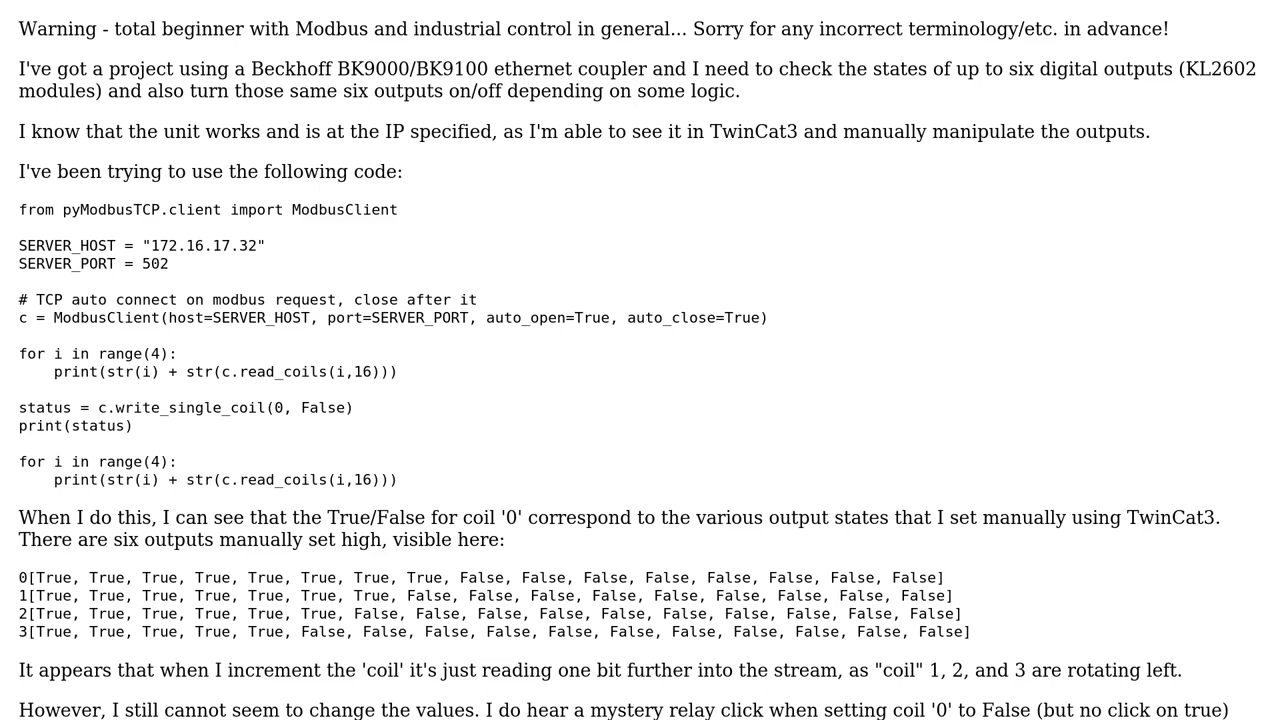 Warning - total beginner with Modbus and industrial control in general... Sorry for any incorrect terminology/etc. in advance!
I've got a project using a Beckhoff BK9000/BK9100 ethernet coupler and I need to check the states of up to six digital outputs (KL2602
modules) and also turn those same six outputs on/off depending on some logic.
I know that the unit works and is at the IP specified, as I'm able to see it in TwinCat3 and manually manipulate the outputs.
I've been trying to use the following code:
from pyModbusTCP.client import ModbusClient
SERVER_HOST = "172.16.17.32"
SERVER_PORT = 502
# TCP auto connect on modbus request, close after it
c = ModbusClient(host=SERVER_HOST, port=SERVER_PORT, auto_open=True, auto_close=True)
for i in range(4):
    print(str(i) + str(c.read_coils(i,16)))
status = c.write_single_coil(0, False)
print(status)
for i in range(4):
    print(str(i) + str(c.read_coils(i,16)))
When I do this, I can see that the True/False for coil '0' correspond to the various output states that I set manually using TwinCat3.
There are six outputs manually set high, visible here:
0[True, True, True, True, True, True, True, True, False, False, False, False, False, False, False, False]
1[True, True, True, True, True, True, True, False, False, False, False, False, False, False, False, False]
2[True, True, True, True, True, True, False, False, False, False, False, False, False, False, False, False]
3[True, True, True, True, True, False, False, False, False, False, False, False, False, False, False, False]
It appears that when I increment the 'coil' it's just reading one bit further into the stream, as "coil" 1, 2, and 3 are rotating left.
However, I still cannot seem to change the values. I do hear a mystery relay click when setting coil '0' to False (but no click on true)